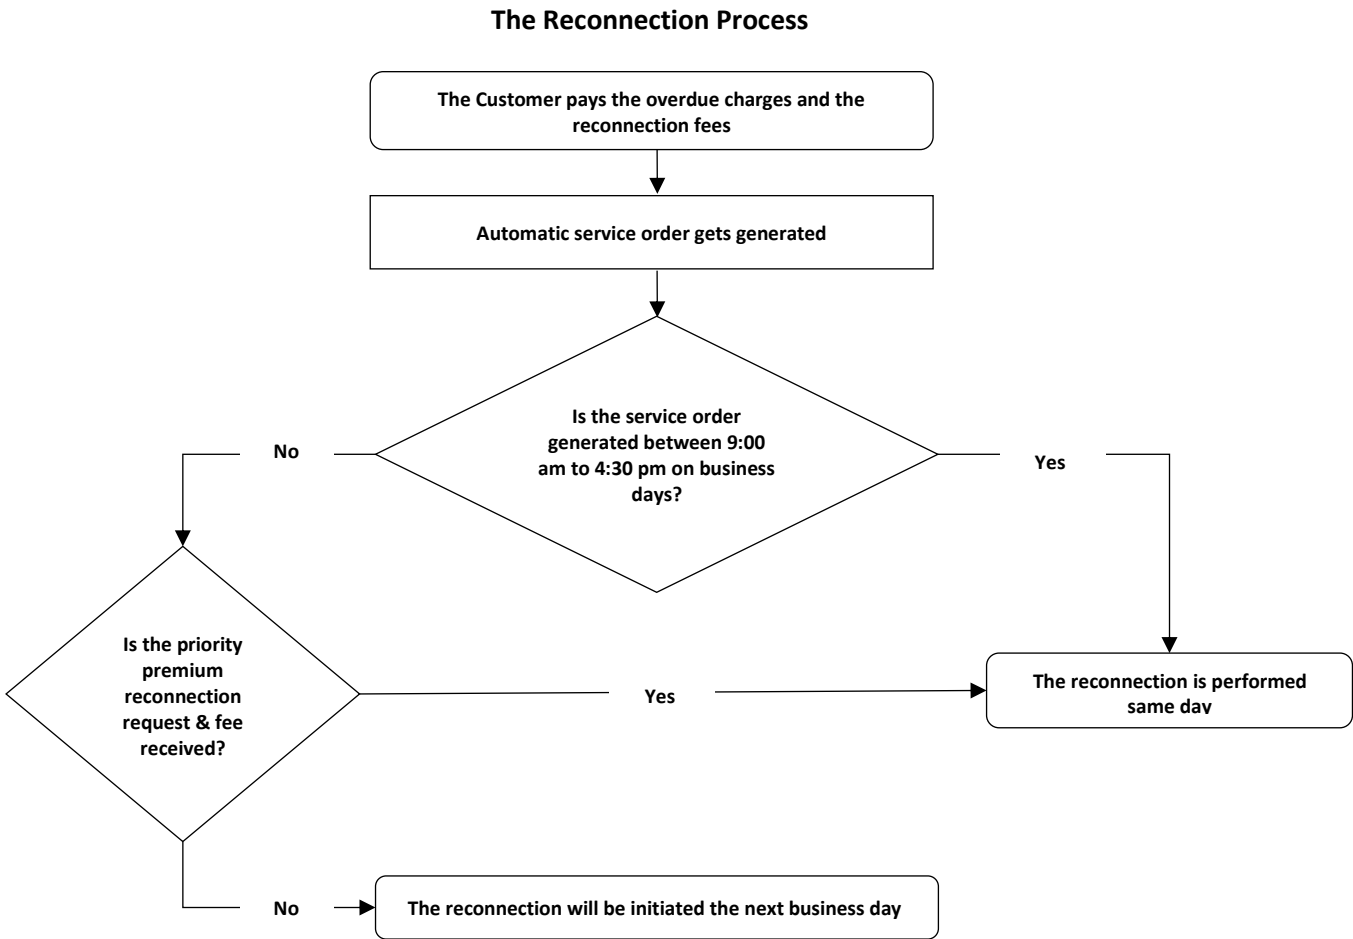 The Reconnection Process
The Customer pays the overdue charges and the
reconnection fees
Automatic service order gets generated
Is the service order
generated between 9:00
am to 4:30 pm on business
days?
No
Yes
Is the priority
premium
reconnection
request & fee
received?
Yes
The reconnection is performed
same day
No
The reconnection will be initiated the next business day